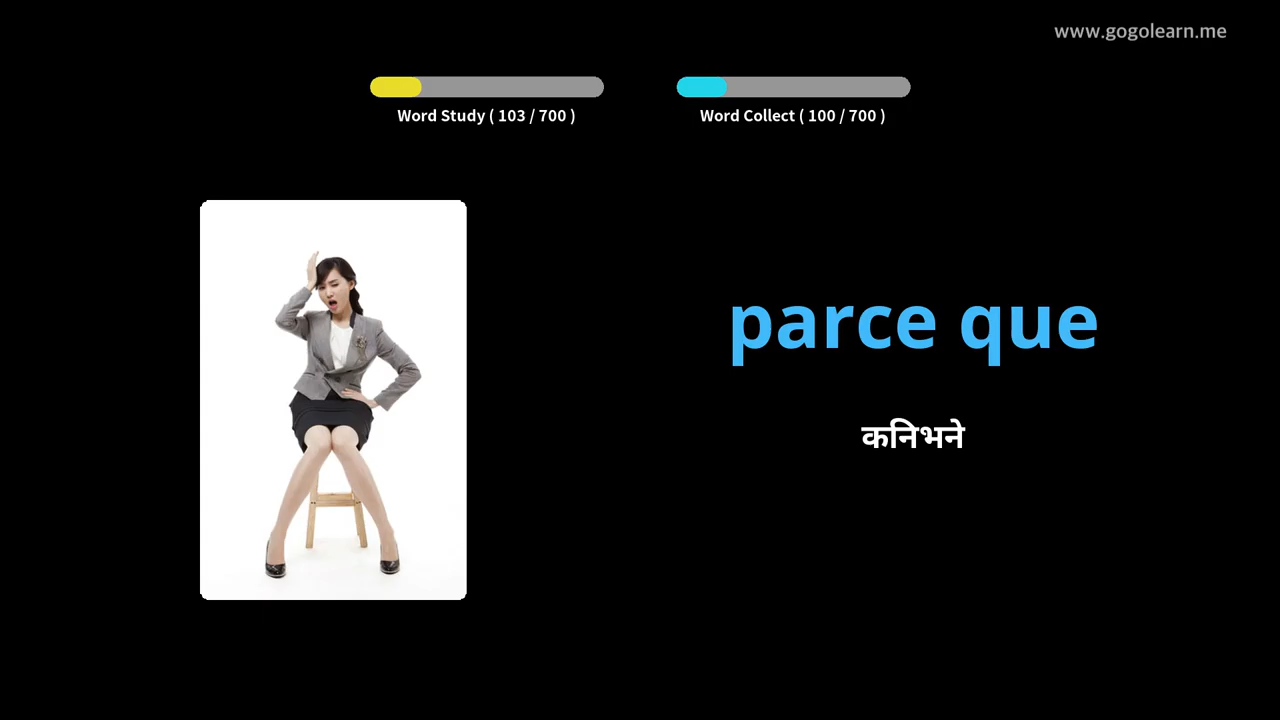 www.gogolearn.me
Word Study ( 103 / 700 )
Word Collect ( 100 / 700 )
parce que
कनिभने